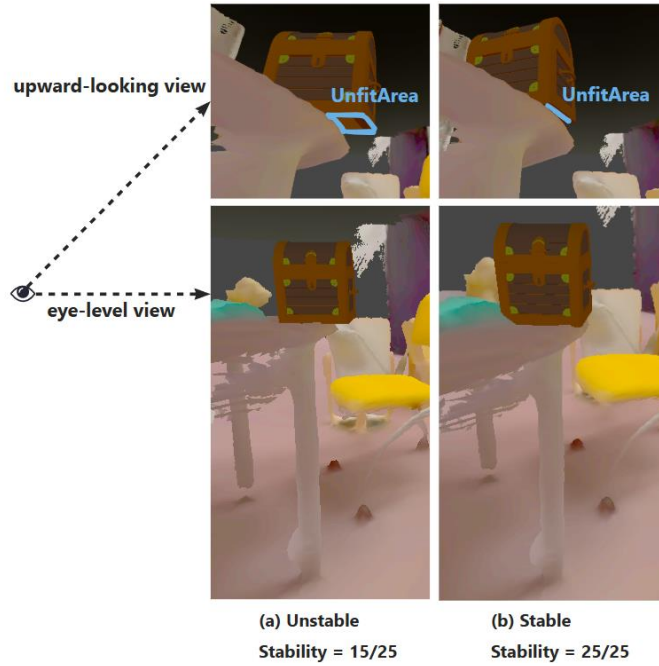 upward-looking view
UnfitArea
UnfitArea
eye-level view
(a) Unstable
(b) Stable
Stability = 15/25
Stability = 25/25